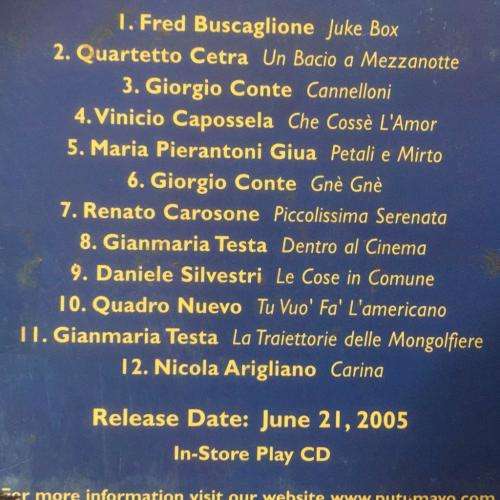 1. Fred Buscaglione Juke Box
2. Quartetto Cetra Un Bacio a Mezzanotte
3. Giorgio Conte Cannelloni
4. Vinicio Capossela Che Cossè L'Amor
5. Maria Pierantoni Giua Petali e Mirto
6. Giorgio Conte Gnè Gnè
7. Renato Carosone Piccolissima Serenata
8. Gianmaria Testa Dentro al Cinema
9. Daniele Silvestri Le Cose in Comune
10. Quadro Nuevo Tu Vuo' Fa' L'americano
11. Gianmaria Testa La Traiettorie delle Mongolfiere
12. Nicola Arigliano Carina
Release Date: June 21, 2005
In-Store Play CD
For more information visit our website www.putumayo.com